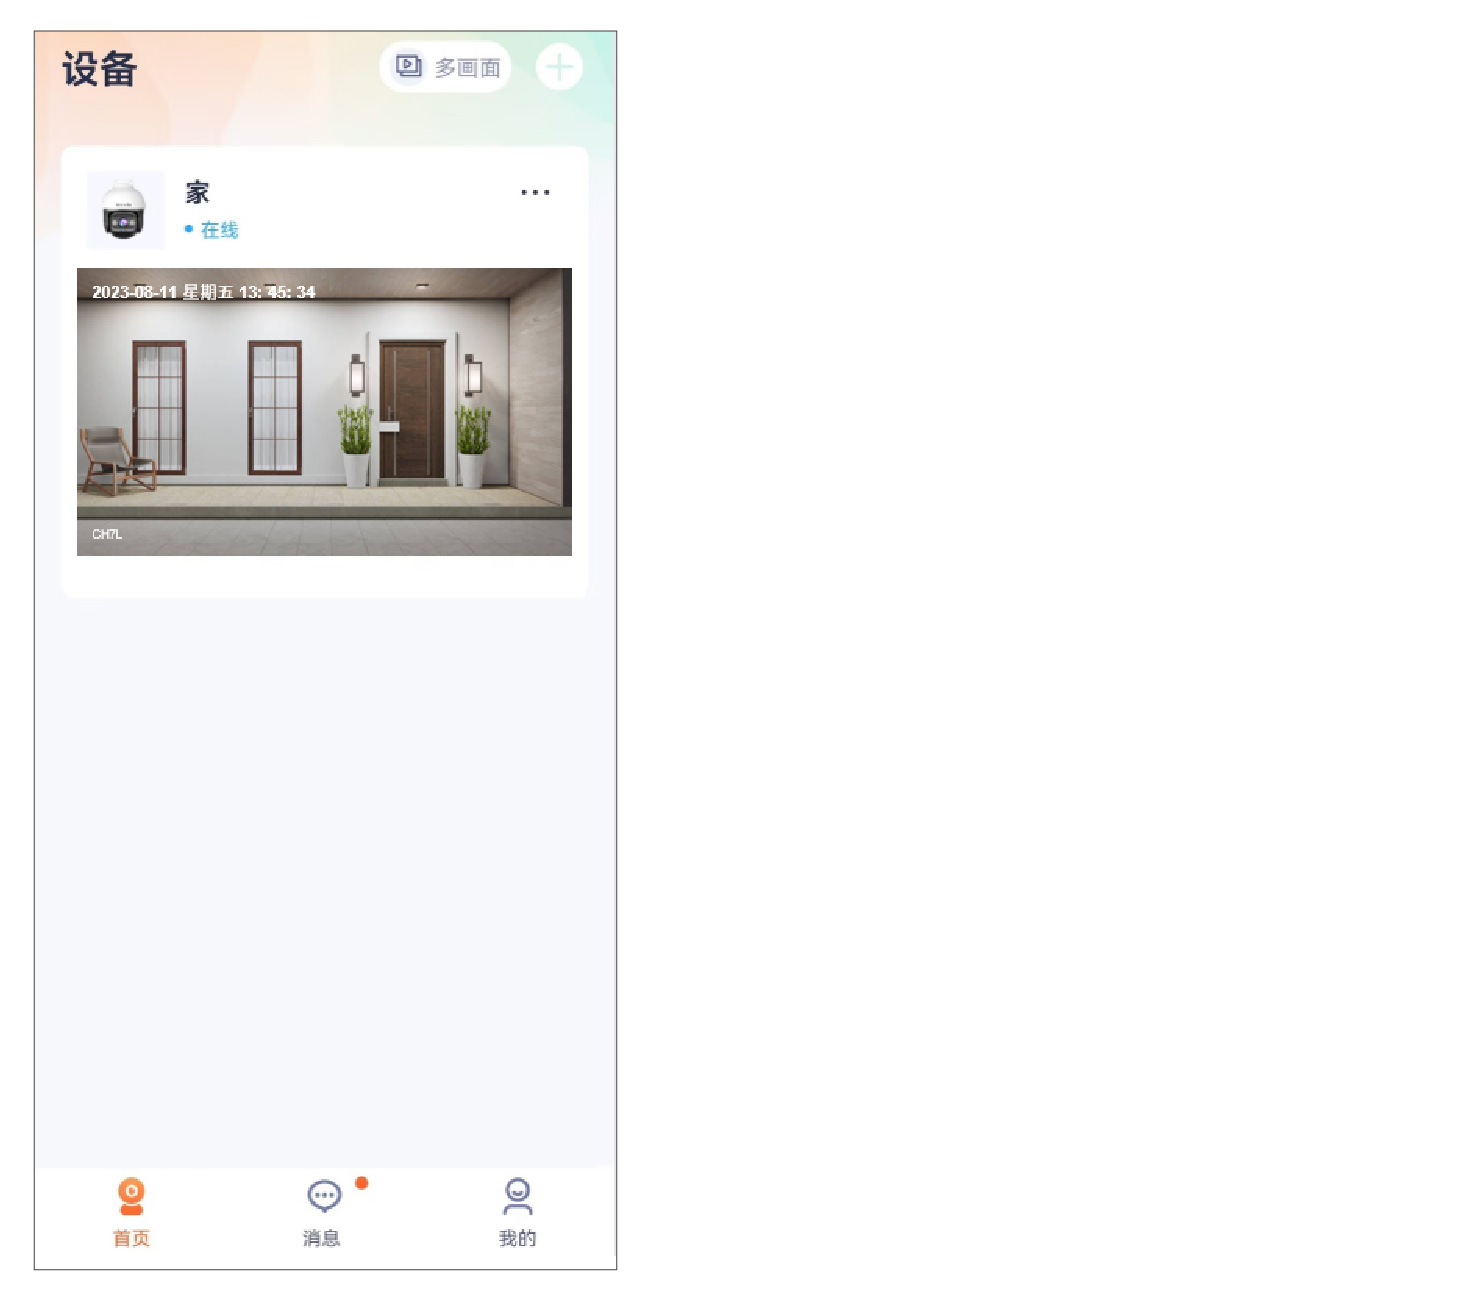 设备
多画面
家
在线
2023-08-11 星期五 13: 45: 34
CH7L
首页
消息
我的